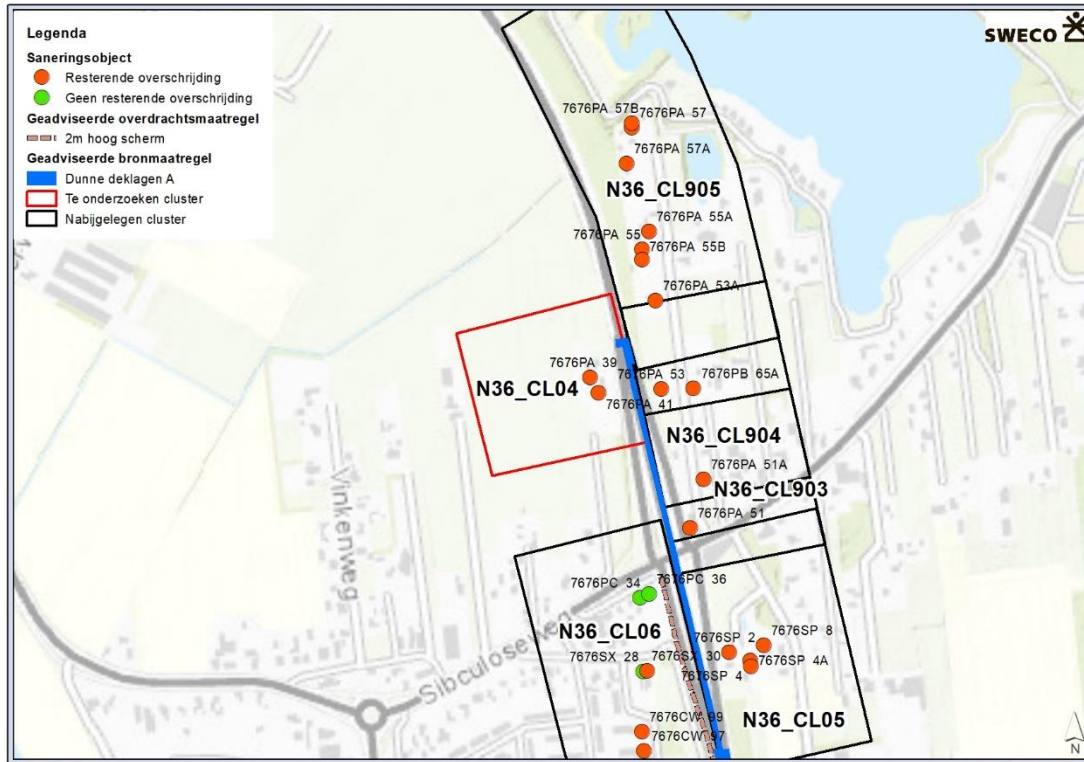 Legenda
Saneringsobject
Resterende overschrijding
Geen resterende overschrijding
Geadviseerde overdrachtsmaatregel
2m hoog scherm
Geadviseerde bronmaatregel
Dunne deklagen A
Te onderzoeken cluster
Nabijgelegen cluster
SWECO
7676PA 57B
7676PA 57
7676PA 57A
N36_CL905
7676PA 55A
7676PA 55
7676PA 55B
7676PA 53A
7676PA 39
7676PA 53
7676PB 65A
N36_CL04
7676PA 41
N36_CL904
7676PA 51A
N36_CL903
7676PA 51
Vinkenweg
7676PC 34
7676PC 36
N36_CL06
7676SP 2
7676SP 8
7676SX 28
7676SX 30
7676SP 4A
7676SP 4
Sibculoseweg
7676CW 99
N36_CL05
7676CW 97
N